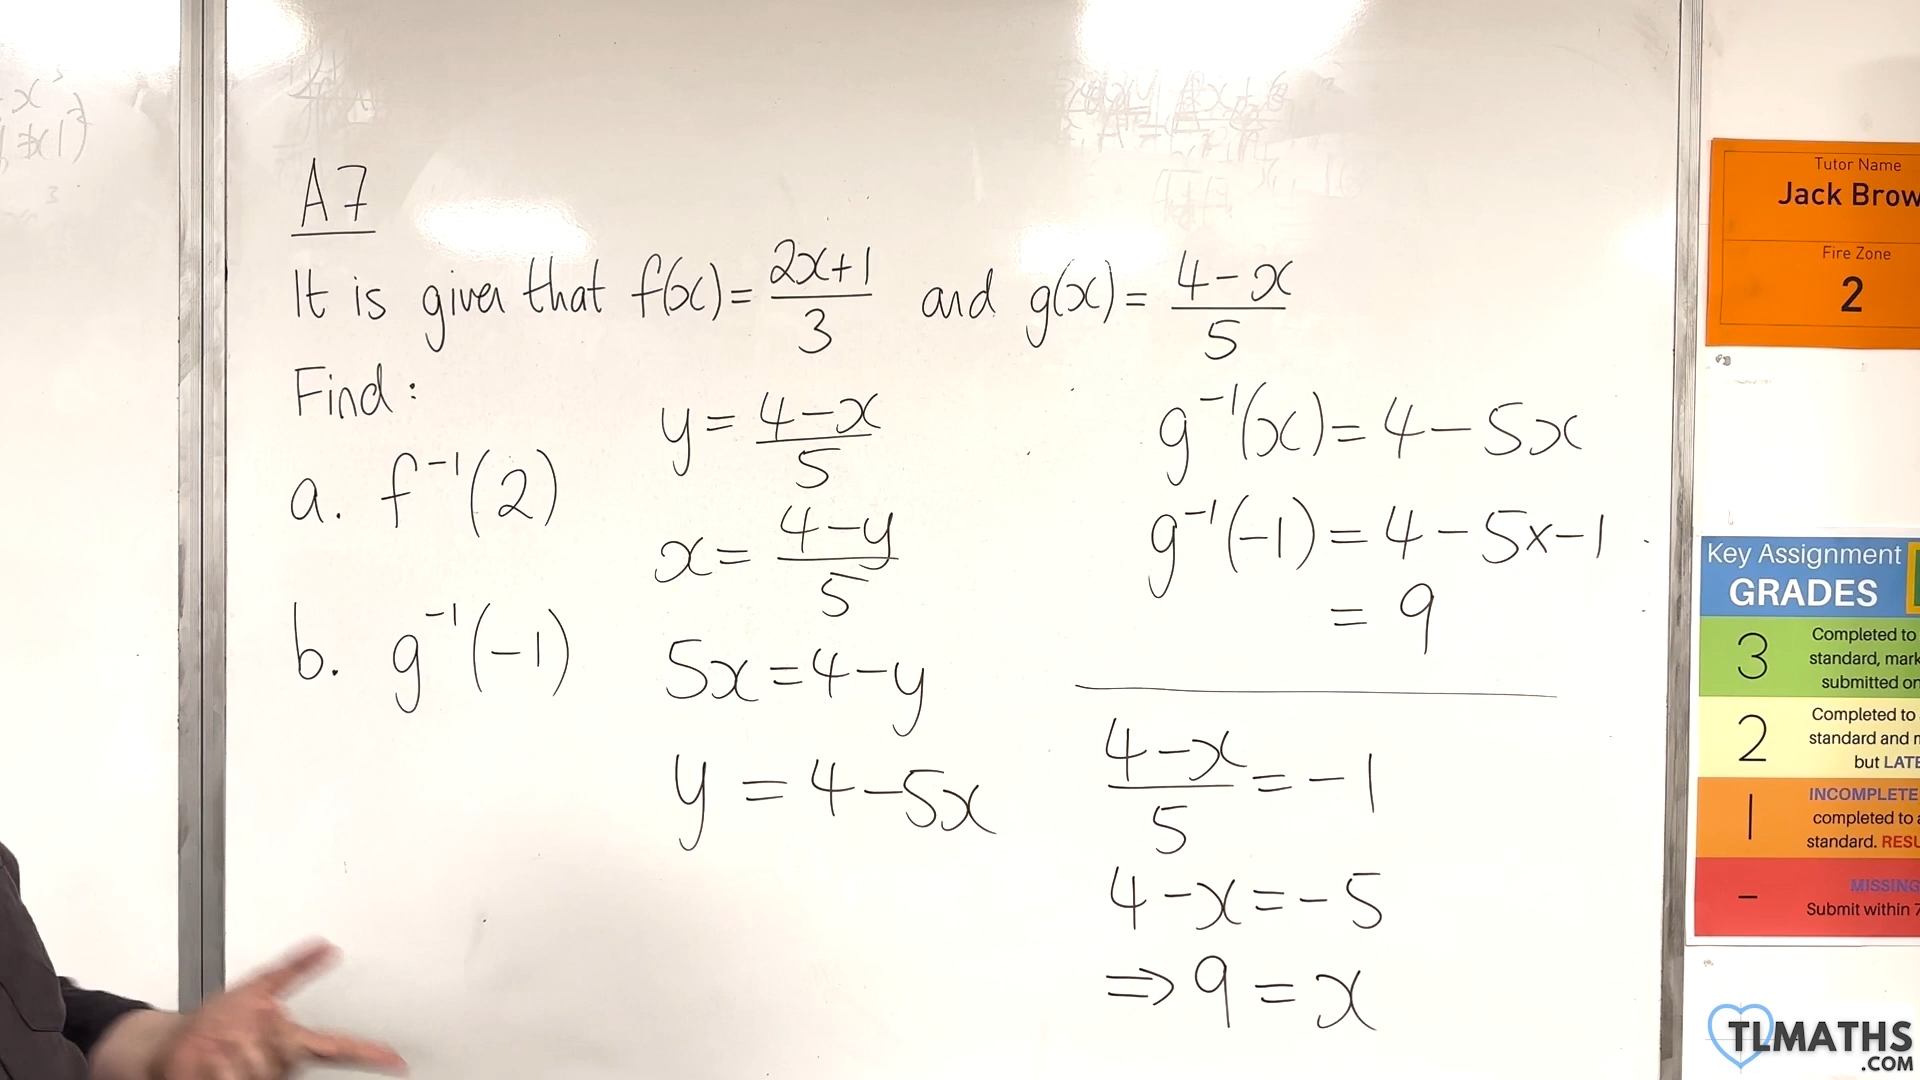 A7
It is given that f(x) = 2x+1/3 and g(x) = 4-x/5
Find:
a. f⁻¹(2)
b. g⁻¹(-1)
y = 4-x/5
x = 4-y/5
5x = 4-y
y = 4-5x
g⁻¹(x) = 4-5x
g⁻¹(-1) = 4-5x-1
= 9
4-x/5 = -1
4-x = -5
⇒ 9 = x
Tutor Name
Jack Brow
Fire Zone
2
Key Assignment
GRADES
3 Completed to
standard, mark
submitted on
2 Completed to
standard and m
but LATE
1 INCOMPLETE
completed to a
standard. RESU
- MISSING
Submit within 7
TLMATHS
.COM